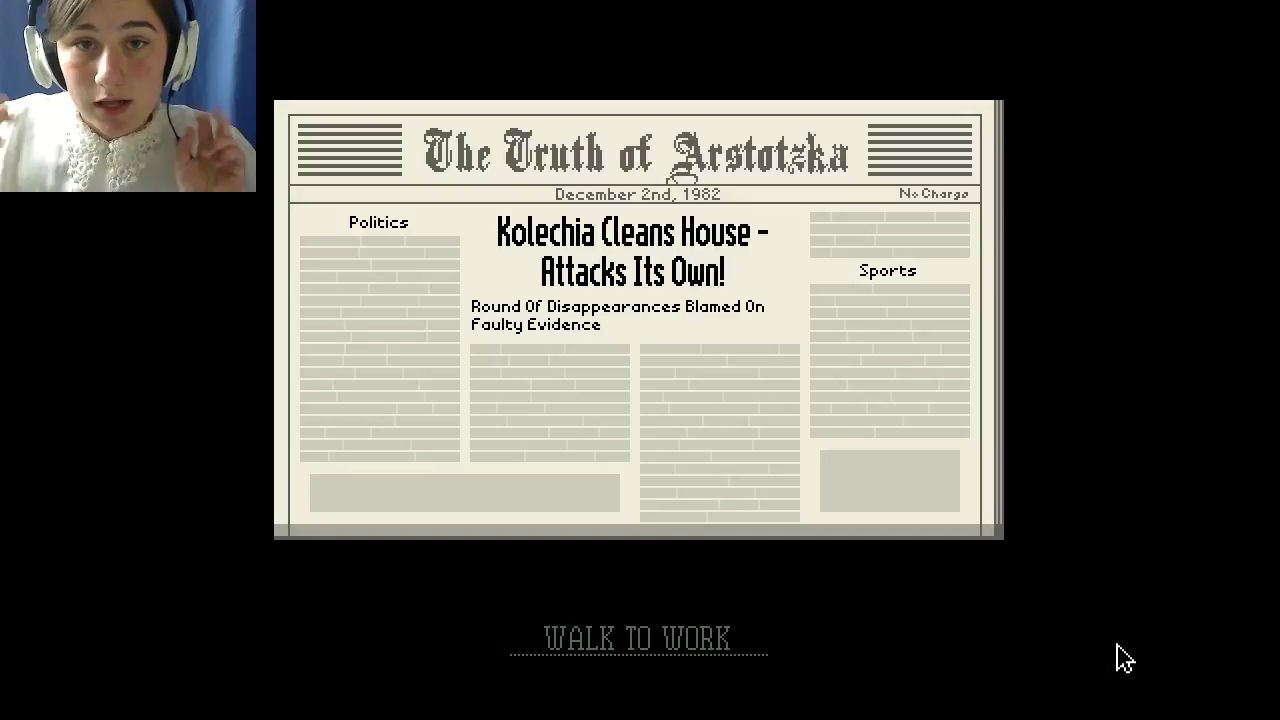 The Truth of Arstotzka
December 2nd, 1982
No Charge
Politics
Kolechia Cleans House -
Attacks Its Own!
Round Of Disappearances Blamed On
Faulty Evidence
Sports
WALK TO WORK